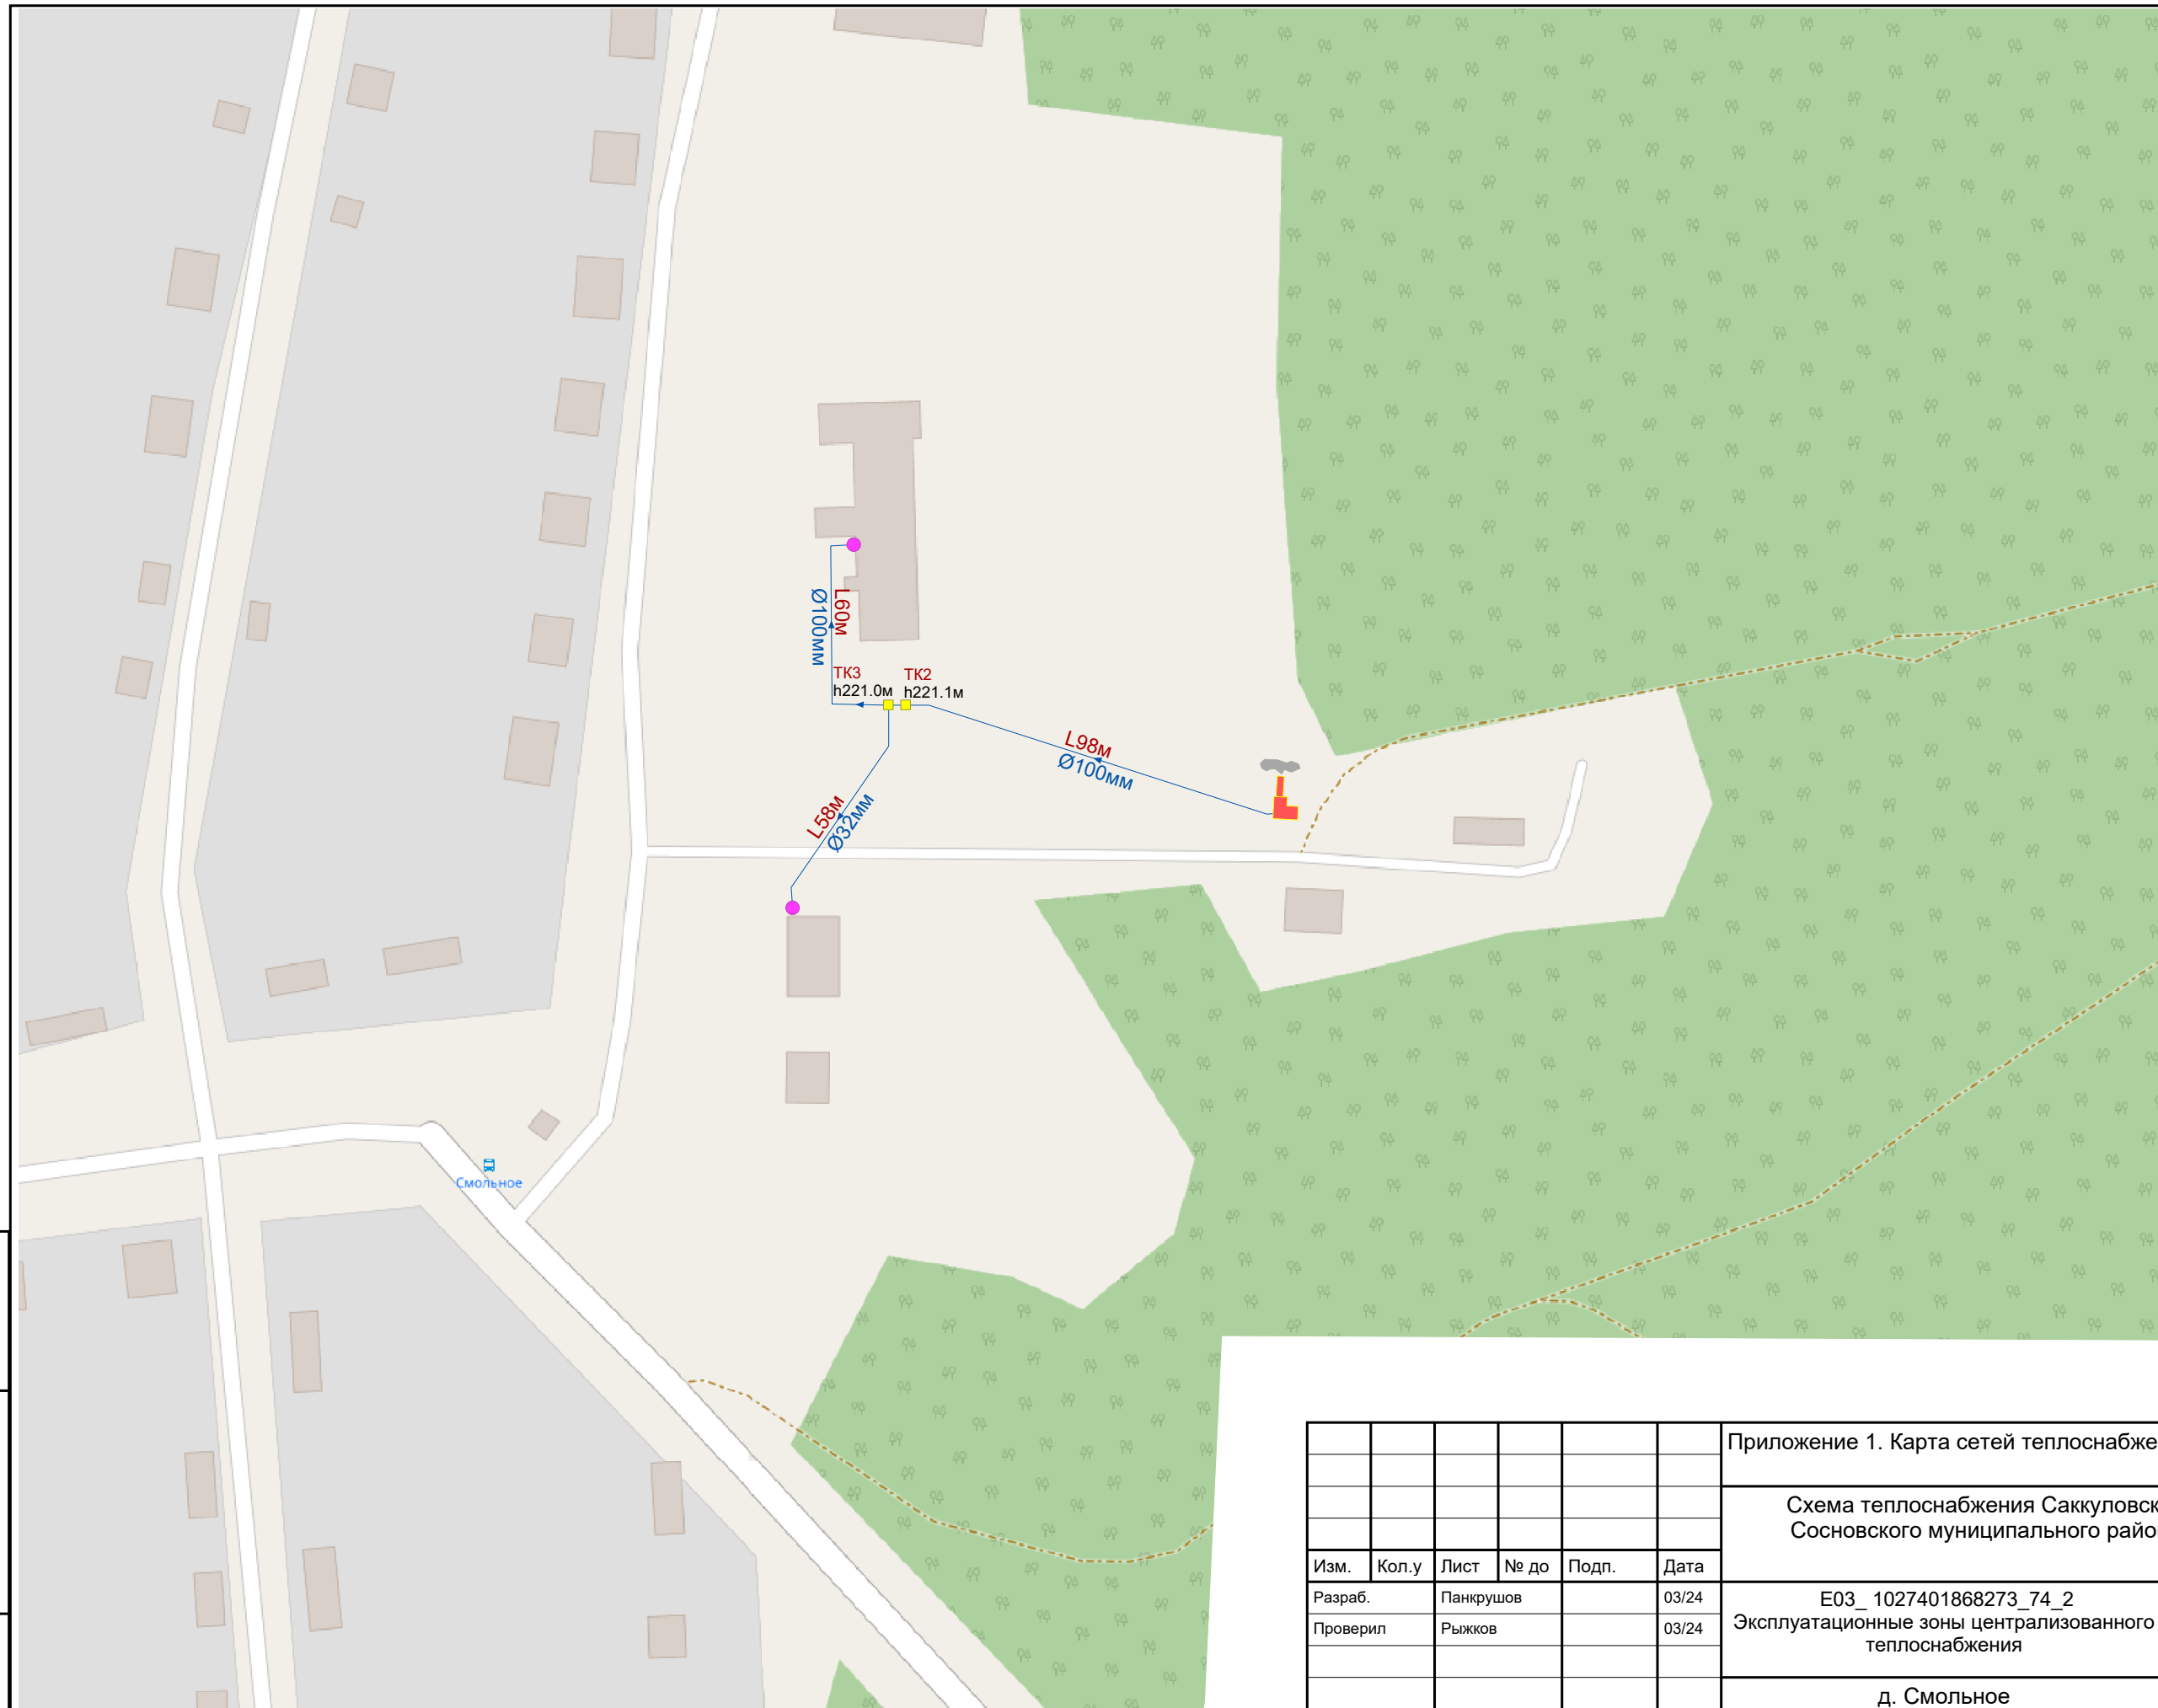 L60м
Ø100мм
ТК3
h221.0м
ТК2
h221.1м
L98м
Ø100мм
L58м
Ø32мм
Смольное
Приложение 1. Карта сетей теплоснабже
Схема теплоснабжения Саккуловск
Сосновского муниципального райо
Изм. Кол.у Лист № до Подп. Дата
Разраб. Панкрушов 03/24
Проверил Рыжков 03/24
Е03_ 1027401868273_74_2
Эксплуатационные зоны централизованного
теплоснабжения
д. Смольное